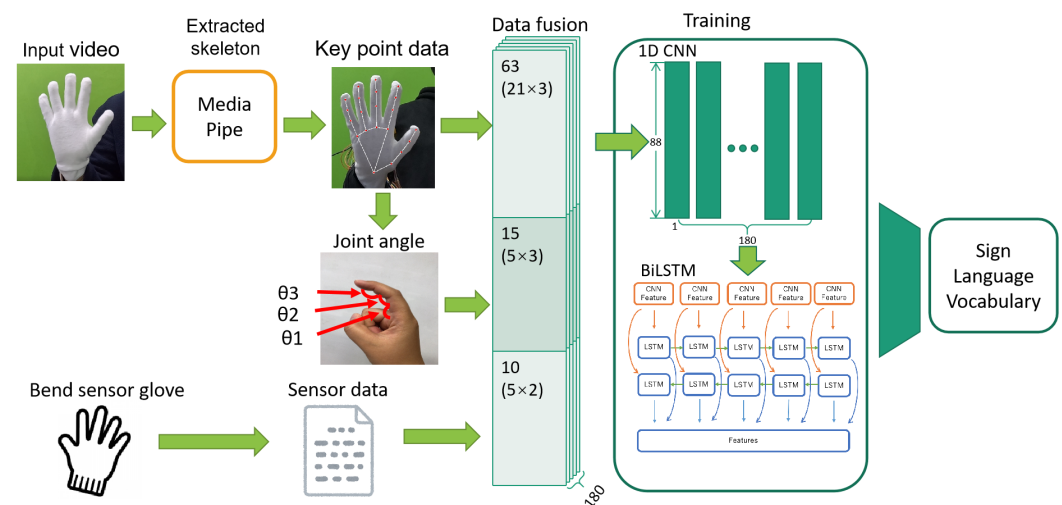 Input video
Extracted
skeleton
Media
Pipe
Key point data
Joint angle
θ3
θ2
θ1
Bend sensor glove
Sensor data
Data fusion
63
(21×3)
15
(5×3)
10
(5×2)
180
Training
1D CNN
88
1
180
BiLSTM
CNN
Feature
CNN
Feature
CNN
Feature
CNN
Feature
CNN
Feature
LSTM
LSTM
LSTM
LSTM
LSTM
LSTM
LSTM
LSTM
LSTM
LSTM
Features
Sign
Language
Vocabulary